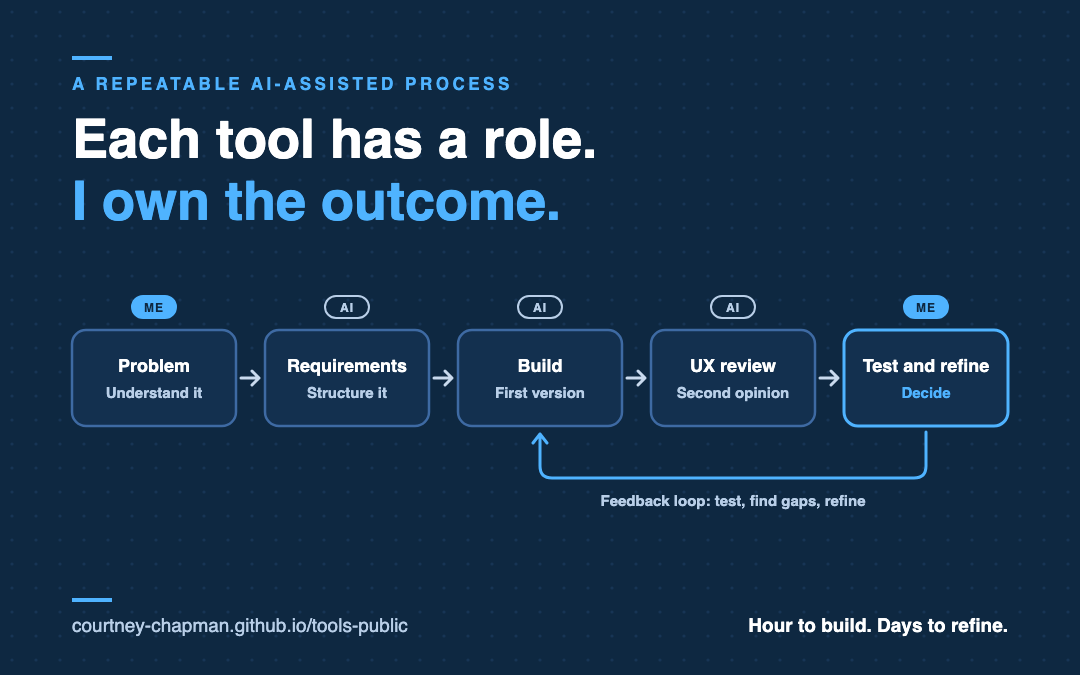 A REPEATABLE AI-ASSISTED PROCESS
Each tool has a role.
I own the outcome.
ME
AI
AI
AI
ME
Problem
Understand it
Requirements
Structure it
Build
First version
UX review
Second opinion
Test and refine
Decide
Feedback loop: test, find gaps, refine
courtney-chapman.github.io/tools-public
Hour to build. Days to refine.